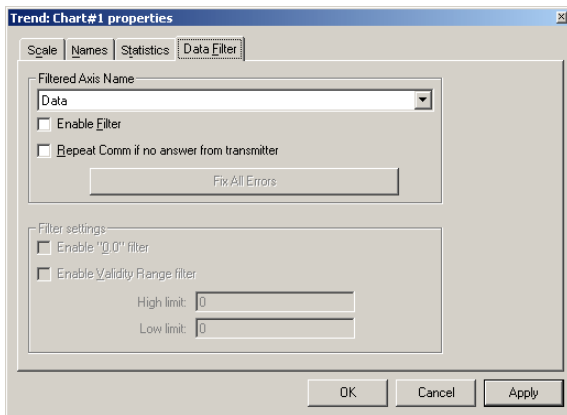 Trend: Chart#1 properties
Scale Names Statistics Data Filter
Filtered Axis Name
Data
Enable Filter
Repeat Comm if no answer from transmitter
Fix All Errors
Filter settings
Enable "0.0" filter
Enable Validity Range filter
High limit: 0
Low limit: 0
OK Cancel Apply